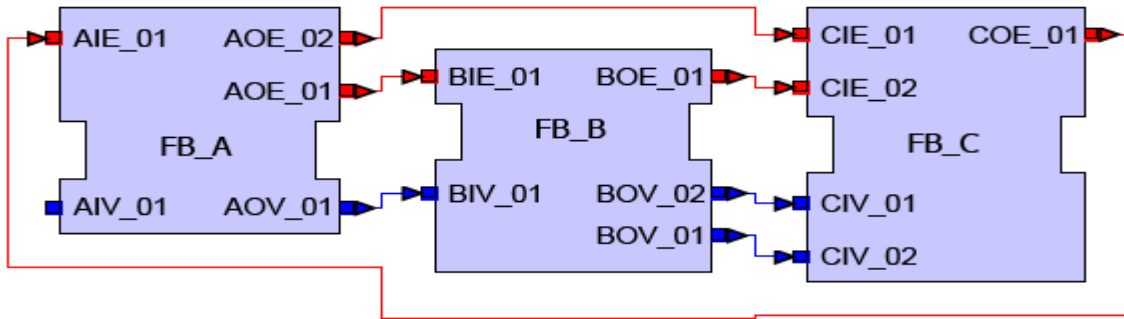 AIE_01 AOE_02
AOE_01
FB_A
AIV_01 AOV_01
BIE_01 BOE_01
FB_B
BIV_01 BOV_02
BOV_01
CIE_01 COE_01
CIE_02
FB_C
CIV_01
CIV_02